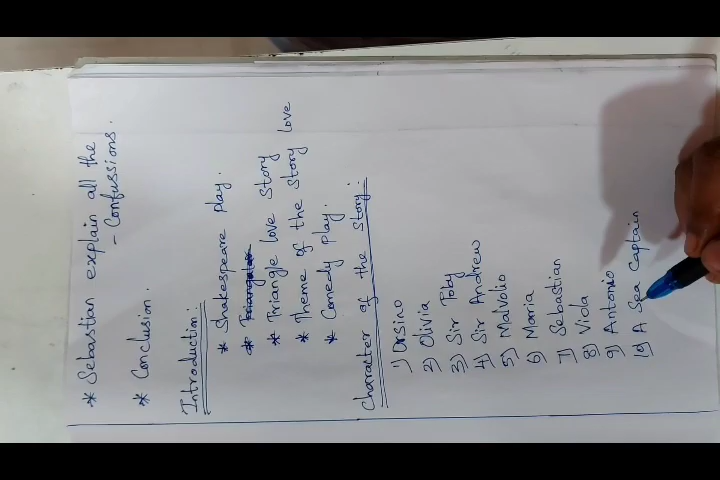 * Sebastian explain all the
- Confussions.
* Conclusion.
Introduction:
* Shakespeare play.
* Triangle love story
* Theme of the story love
* Comedy play.
Character of the story:
1) Orsino
2) Olivia
3) Sir Toby
4) Sir Andrew
5) Malvolio
6) Maria
7) Sebastian
8) Viola
9) Antonio
10) A Sea Captain